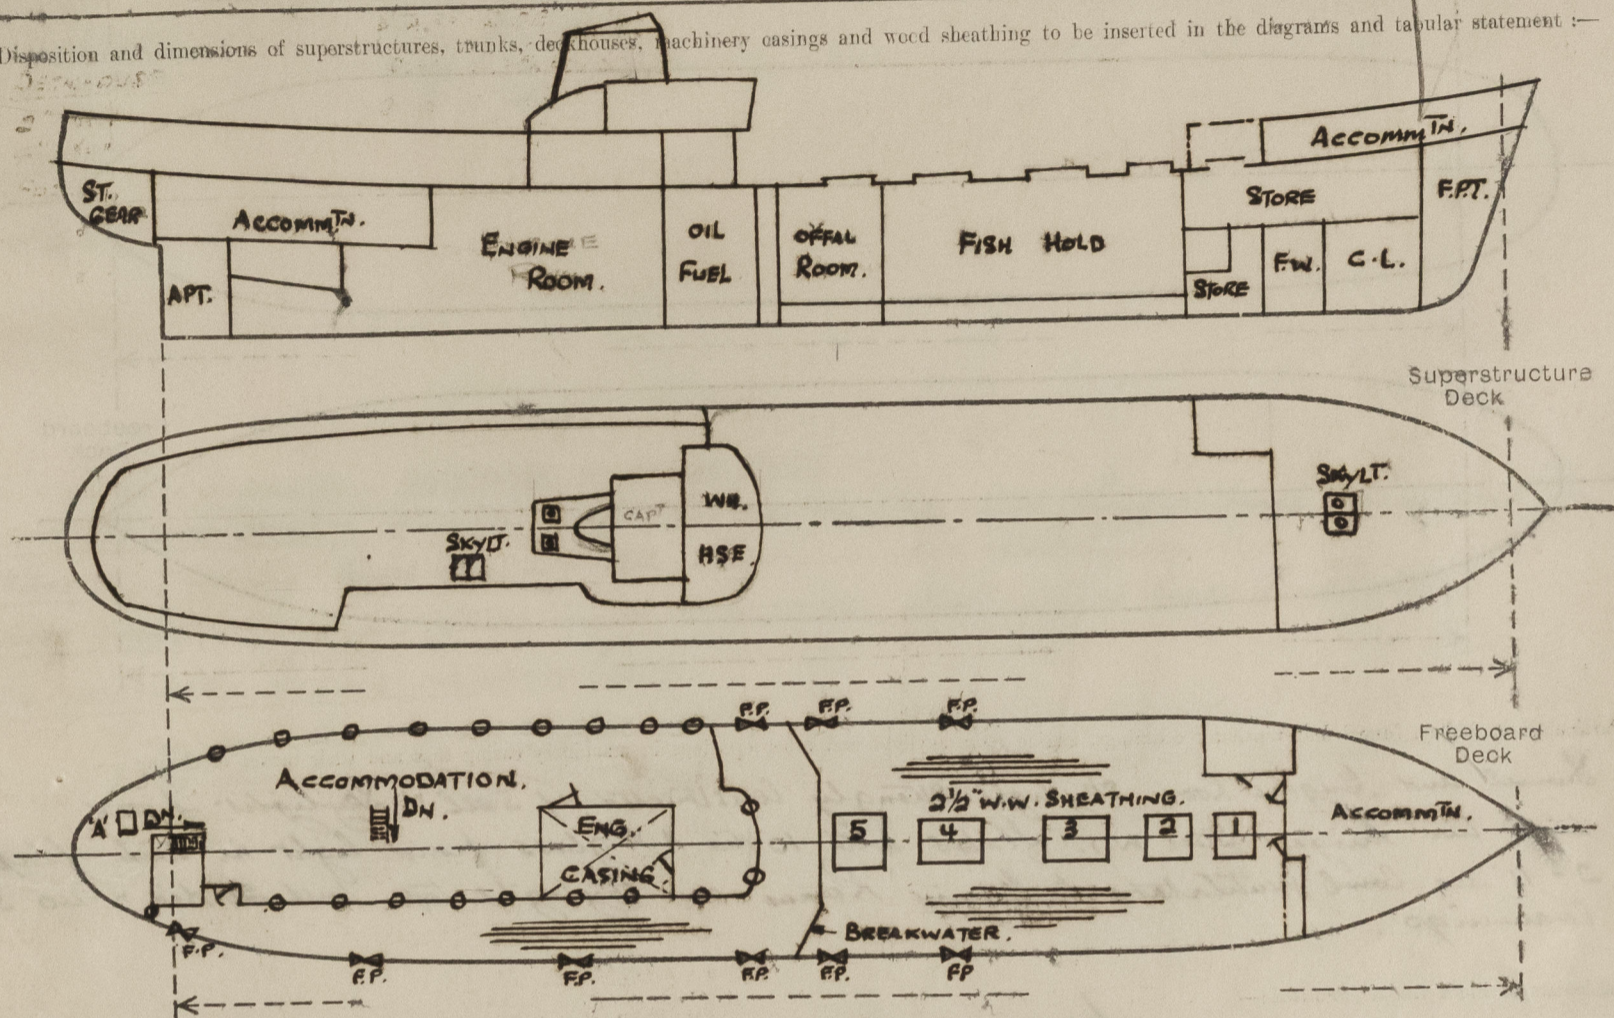 Disposition and dimensions of superstructures, trunks, deckhouses, machinery casings and wood sheathing to be inserted in the diagrams and tabular statement :—
ST. GEAR
ACCOMMTN.
APT.
ENGINE ROOM.
OIL FUEL
OFFAL ROOM.
FISH HOLD
STORE
STORE
F.W.
C.L.
ACCOMMTN.
F.P.T.
Superstructure
Deck
SKYLT.
CAPT
WH.
HSE.
SKYLT.
Freeboard
Deck
F.P.
F.P.
F.P.
ACCOMMODATION.
DN.
'A'
DN.
ENG.
CASING
2½" W.W. SHEATHING.
5
4
3
2
1
ACCOMMTN.
BREAKWATER.
F.P.
F.P.
F.P.
F.P.
F.P.
FP